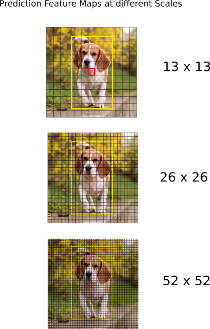 Prediction Feature Maps at different Scales
13 x 13
26 x 26
52 x 52